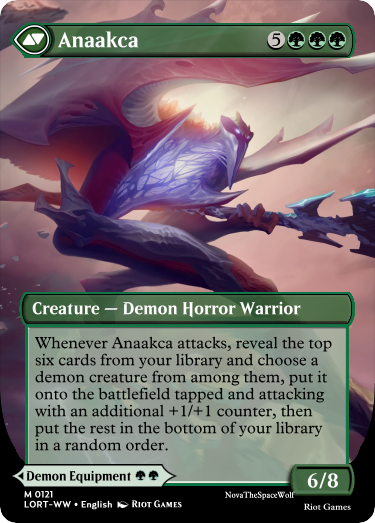 Anaakca 5
Creature — Demon Horror Warrior
Whenever Anaakca attacks, reveal the top
six cards from your library and choose a
demon creature from among them, put it
onto the battlefield tapped and attacking
with an additional +1/+1 counter, then
put the rest in the bottom of your library
in a random order.
Demon Equipment
6/8
M 0121
LORT-WW • English Riot Games
NovaTheSpaceWolf
Riot Games